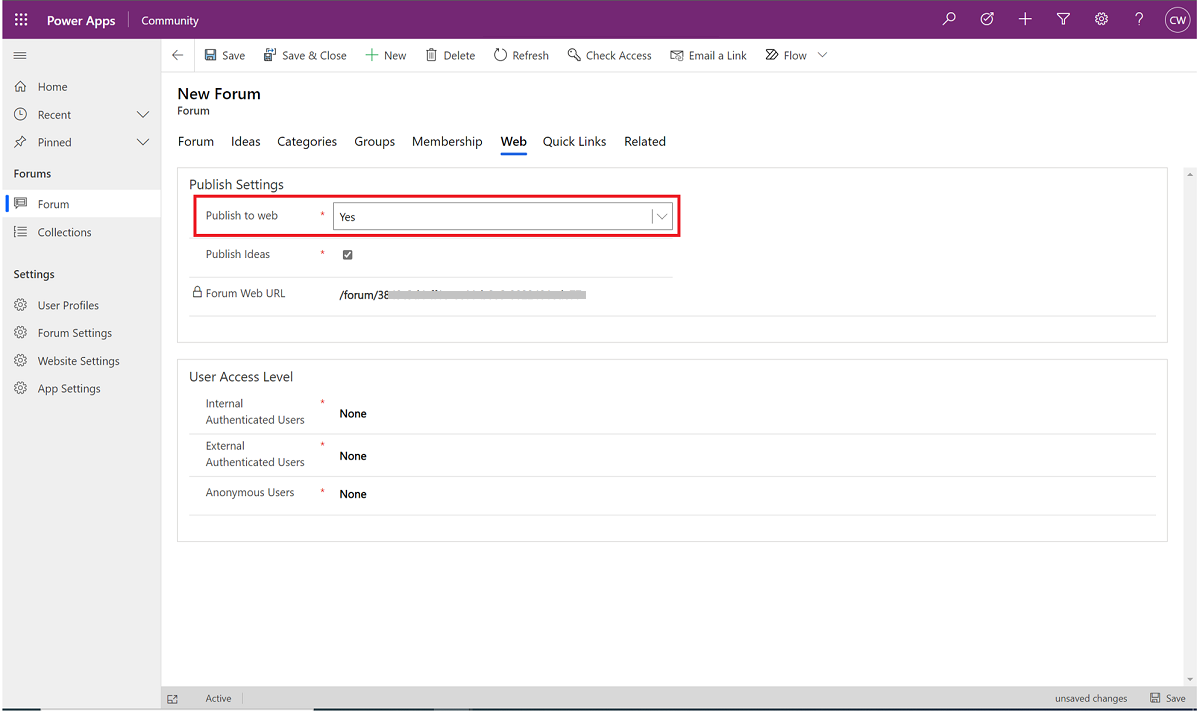 Power Apps Community CW
Save Save & Close New Delete Refresh Check Access Email a Link Flow
Home
Recent
Pinned
Forums
Forum
Collections
Settings
User Profiles
Forum Settings
Website Settings
App Settings
New Forum
Forum
Forum Ideas Categories Groups Membership Web Quick Links Related
Publish Settings
Publish to web * Yes
Publish Ideas *
Forum Web URL /forum/38
User Access Level
Internal *
Authenticated Users None
External *
Authenticated Users None
Anonymous Users * None
Active unsaved changes Save